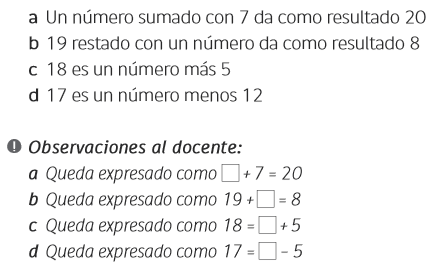 a Un número sumado con 7 da como resultado 20
b 19 restado con un número da como resultado 8
c 18 es un número más 5
d 17 es un número menos 12
! Observaciones al docente:
a Queda expresado como □ + 7 = 20
b Queda expresado como 19 + □ = 8
c Queda expresado como 18 = □ + 5
d Queda expresado como 17 = □ – 5